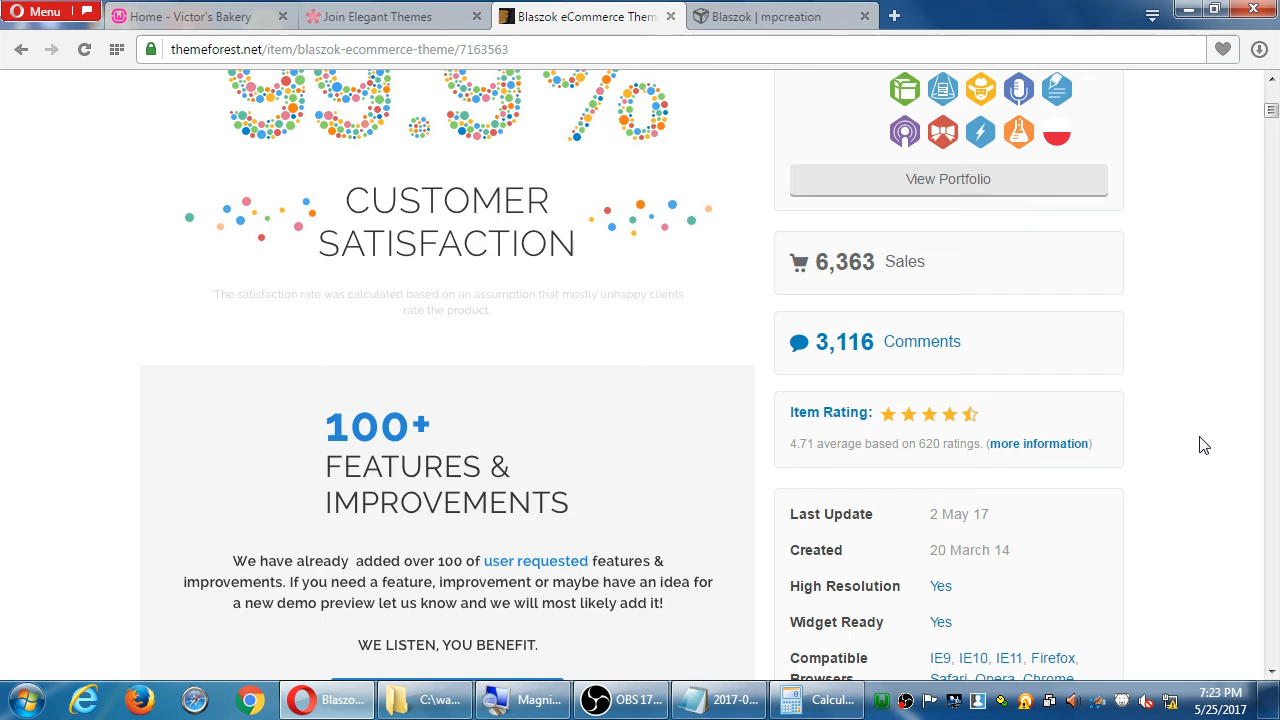 Menu
Home - Victor's Bakery
Join Elegant Themes
Blaszok eCommerce Them
Blaszok | mpcreation
themeforest.net/item/blaszok-ecommerce-theme/7163563
99.9%
CUSTOMER
SATISFACTION
*The satisfaction rate was calculated based on an assumption that mostly unhappy clients
rate the product.
100+
FEATURES &
IMPROVEMENTS
We have already added over 100 of user requested features &
improvements. If you need a feature, improvement or maybe have an idea for
a new demo preview let us know and we will most likely add it!
WE LISTEN, YOU BENEFIT.
View Portfolio
6,363 Sales
3,116 Comments
Item Rating:
4.71 average based on 620 ratings. (more information)
Last Update 2 May 17
Created 20 March 14
High Resolution Yes
Widget Ready Yes
Compatible IE9, IE10, IE11, Firefox,
Browsers Safari, Opera, Chrome
Blaszo...
C:\wa...
Magni...
OBS 17...
2017-0...
Calcul...
7:23 PM
5/25/2017